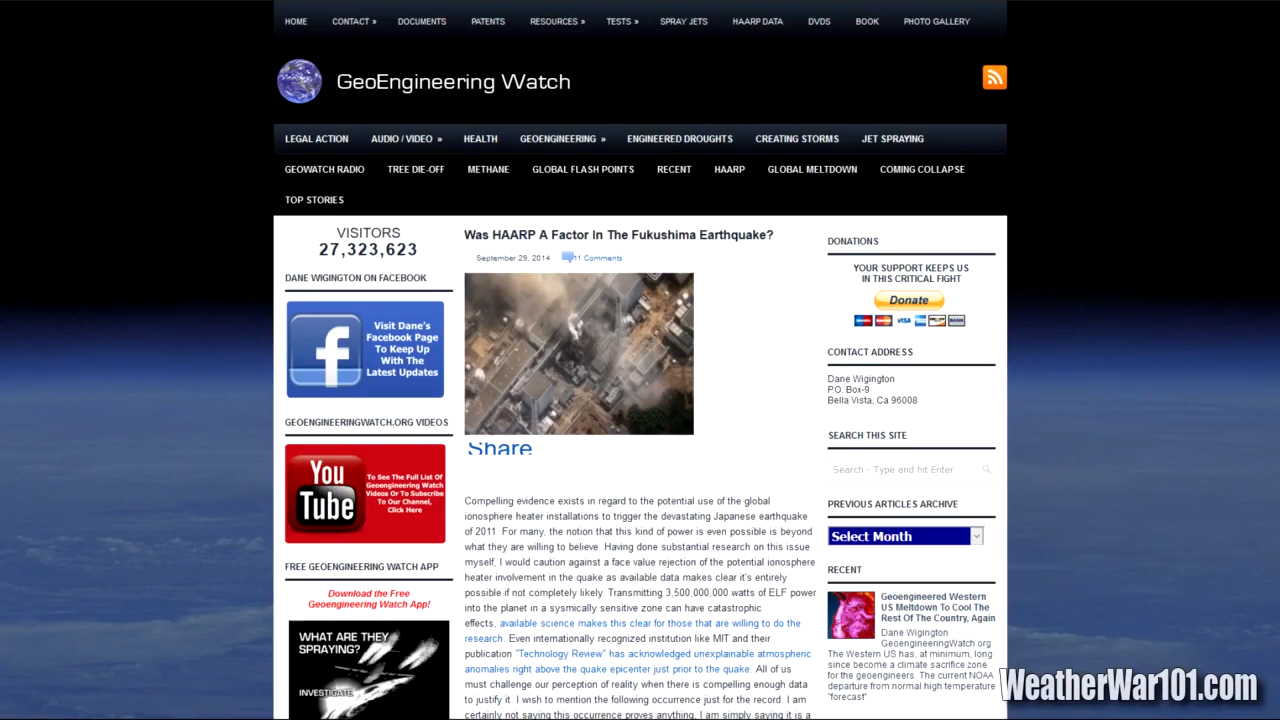 HOME CONTACT » DOCUMENTS PATENTS RESOURCES » TESTS » SPRAY JETS HAARP DATA DVDS BOOK PHOTO GALLERY
GeoEngineering Watch
LEGAL ACTION AUDIO / VIDEO » HEALTH GEOENGINEERING » ENGINEERED DROUGHTS CREATING STORMS JET SPRAYING
GEOWATCH RADIO TREE DIE-OFF METHANE GLOBAL FLASH POINTS RECENT HAARP GLOBAL MELTDOWN COMING COLLAPSE
TOP STORIES
VISITORS
27,323,623
DANE WIGINGTON ON FACEBOOK
Visit Dane's
Facebook Page
To Keep Up
With The
Latest Updates
GEOENGINEERINGWATCH.ORG VIDEOS
You
Tube
To See The Full List Of
Geoengineering Watch
Videos Or To Subscribe
To Our Channel,
Click Here
FREE GEOENGINEERING WATCH APP
Download the Free
Geoengineering Watch App!
WHAT ARE THEY
SPRAYING?
INVESTIGATE
Was HAARP A Factor In The Fukushima Earthquake?
September 29, 2014 11 Comments
Share
Compelling evidence exists in regard to the potential use of the global
ionosphere heater installations to trigger the devastating Japanese earthquake
of 2011. For many, the notion that this kind of power is even possible is beyond
what they are willing to believe. Having done substantial research on this issue
myself, I would caution against a face value rejection of the potential ionosphere
heater involvement in the quake as available data makes clear it's entirely
possible if not completely likely. Transmitting 3,500,000,000 watts of ELF power
into the planet in a sysmically sensitive zone can have catastrophic
effects, available science makes this clear for those that are willing to do the
research. Even internationally recognized institution like MIT and their
publication "Technology Review" has acknowledged unexplainable atmospheric
anomalies right above the quake epicenter just prior to the quake. All of us
must challenge our perception of reality when there is compelling enough data
to justify it. I wish to mention the following occurrence just for the record. I am
certainly not saying this occurrence proves anything, I am simply saying it is a
DONATIONS
YOUR SUPPORT KEEPS US
IN THIS CRITICAL FIGHT
Donate
VISA
BANK
CONTACT ADDRESS
Dane Wigington
P.O. Box-9
Bella Vista, Ca 96008
SEARCH THIS SITE
Search - Type and hit Enter
PREVIOUS ARTICLES ARCHIVE
Select Month
RECENT
Geoengineered Western
US Meltdown To Cool The
Rest Of The Country, Again
Dane Wigington
GeoengineeringWatch.org
The Western US has, at minimum, long
since become a climate sacrifice zone
for the geoengineers. The current NOAA
departure from normal high temperature
"forecast"
WeatherWar101.com